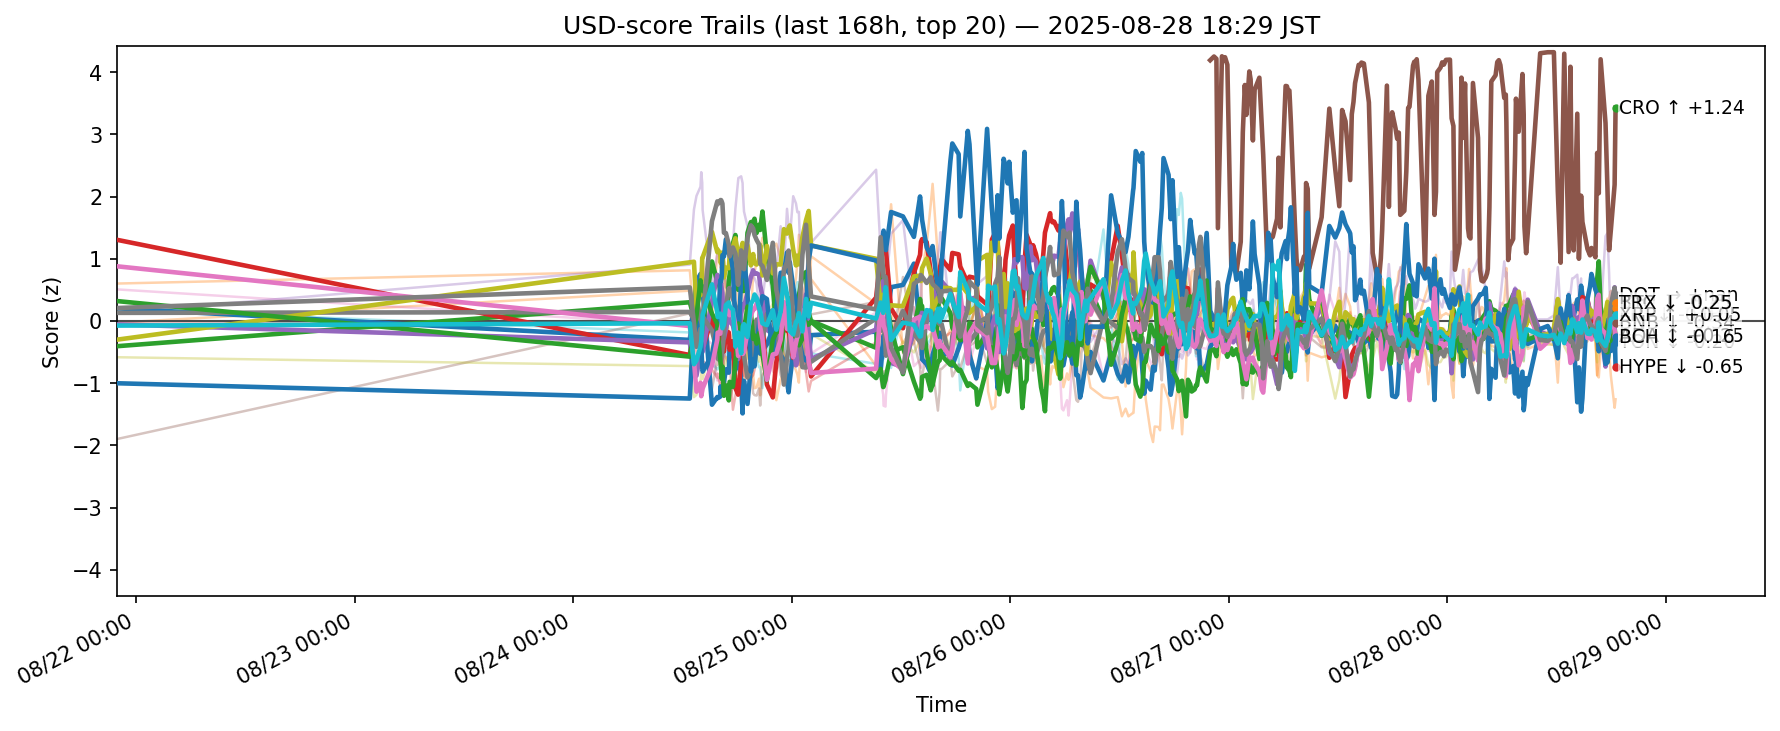 USD-score Trails (last 168h, top 20) — 2025-08-28 18:29 JST
Score (z)
4
3
2
1
0
−1
−2
−3
−4
CRO ↑ +1.24
TRX ↓ -0.25
BCH ↓ -0.16
HYPE ↓ -0.65
08/22 00:00
08/23 00:00
08/24 00:00
08/25 00:00
08/26 00:00
08/27 00:00
08/28 00:00
08/29 00:00
Time